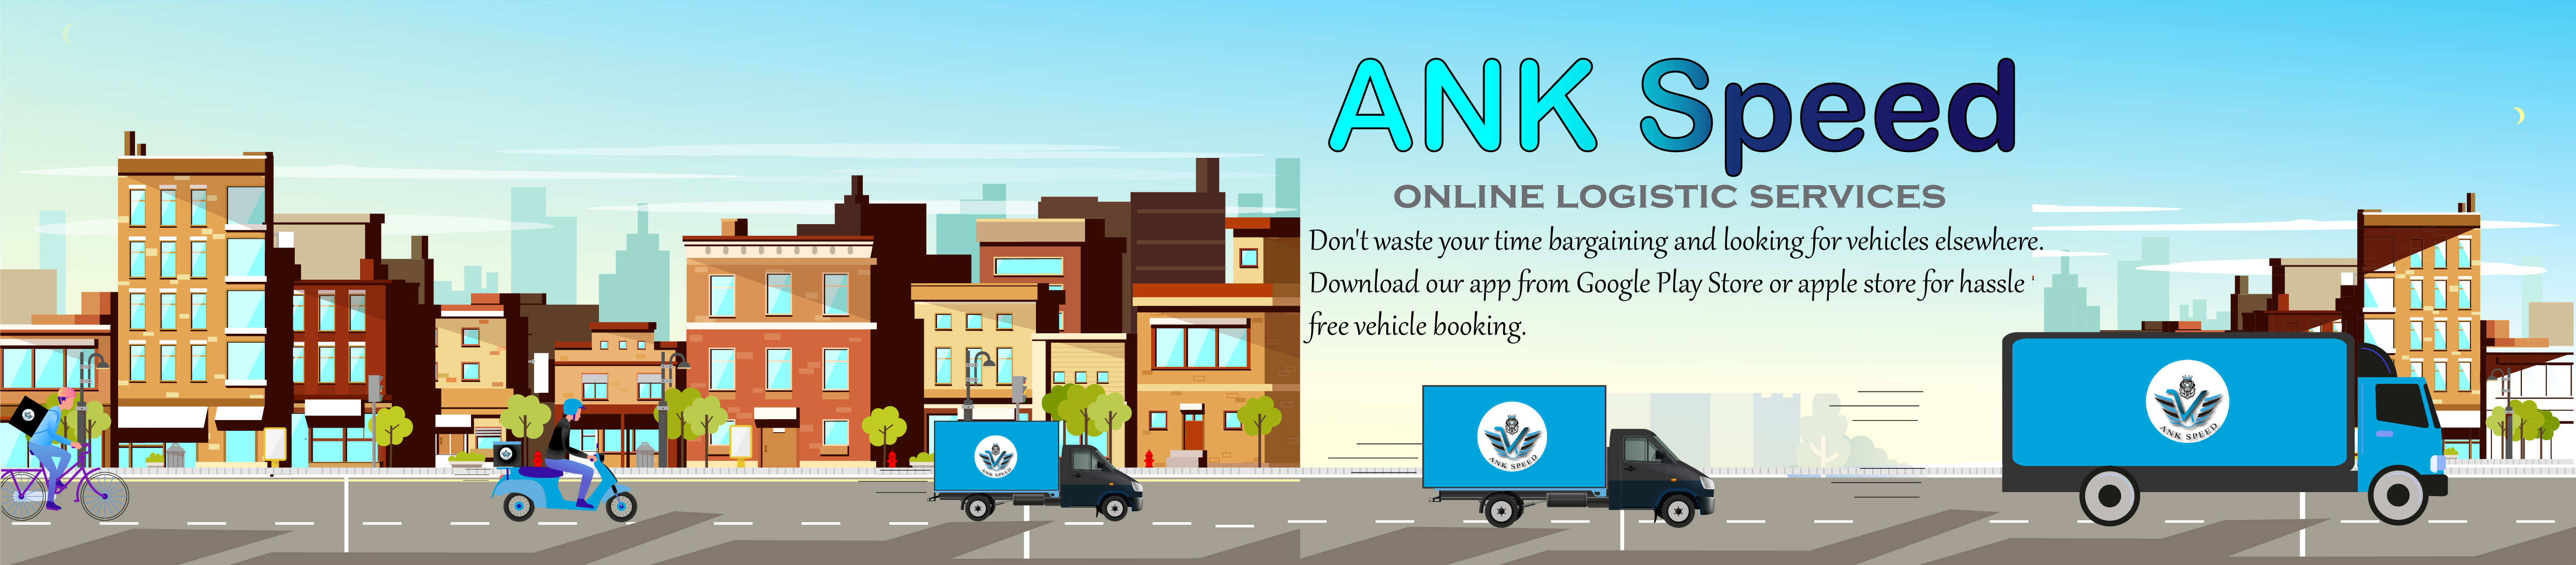 ANK Speed
ONLINE LOGISTIC SERVICES
Don't waste your time bargaining and looking for vehicles elsewhere.
Download our app from Google Play Store or apple store for hassle
free vehicle booking.
ANK SPEED
ANK SPEED
ANK SPEED